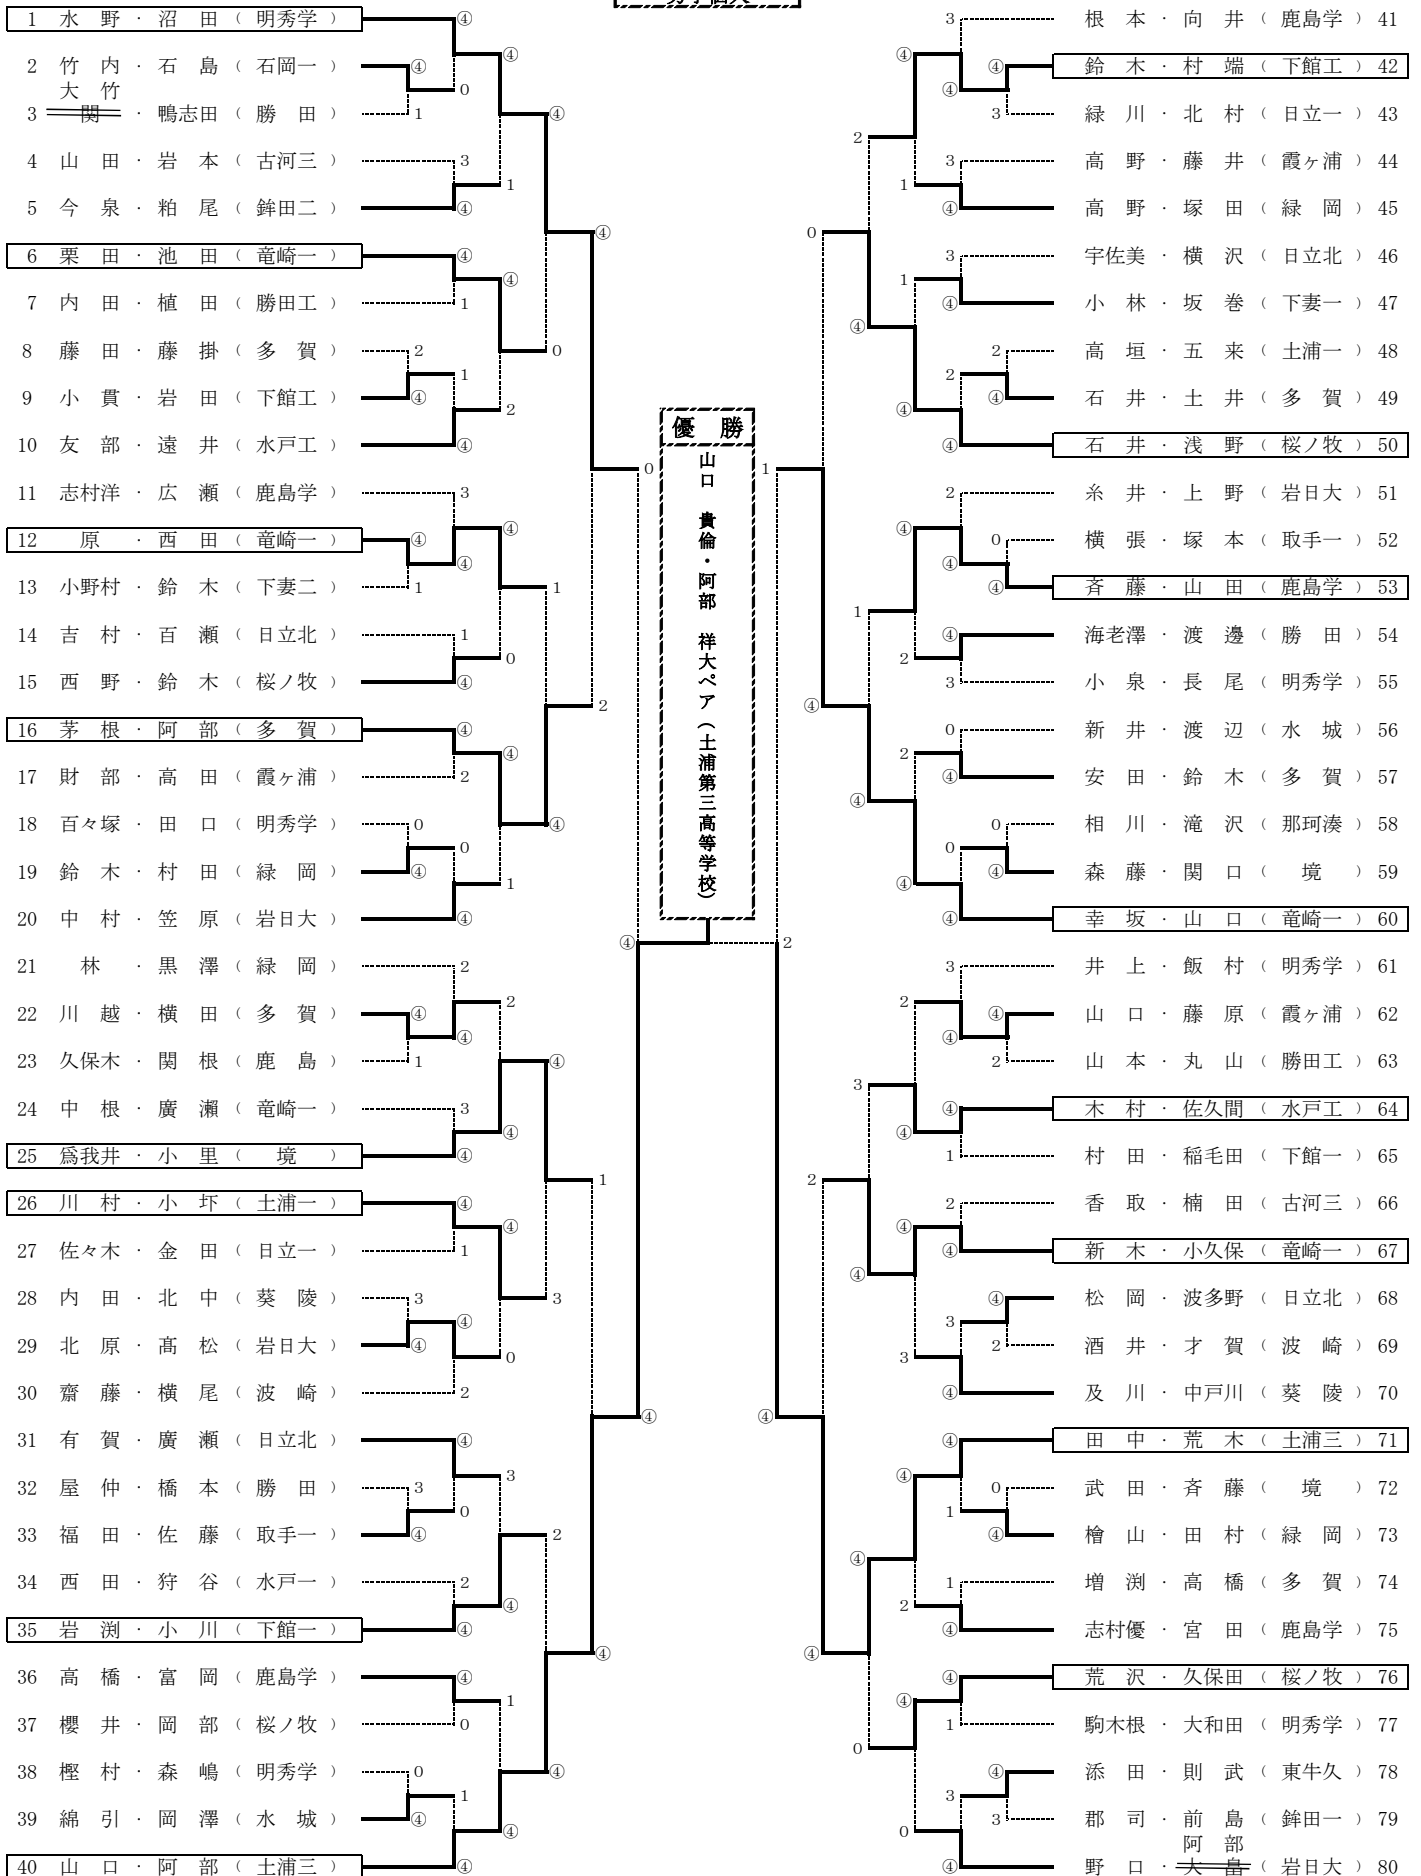 1 水野・沼田（明秀学）
2 竹内・石島（石岡一）
大竹
3 関・鴨志田（勝田）
4 山田・岩本（古河三）
5 今泉・粕尾（鉾田二）
6 栗田・池田（竜崎一）
7 内田・植田（勝田工）
8 藤田・藤掛（多賀）
9 小貫・岩田（下館工）
10 友部・遠井（水戸工）
11 志村洋・広瀬（鹿島学）
12 原・西田（竜崎一）
13 小野村・鈴木（下妻二）
14 吉村・百瀬（日立北）
15 西野・鈴木（桜ノ牧）
16 茅根・阿部（多賀）
17 財部・高田（霞ヶ浦）
18 百々塚・田口（明秀学）
19 鈴木・村田（緑岡）
20 中村・笠原（岩日大）
21 林・黒澤（緑岡）
22 川越・横田（多賀）
23 久保木・関根（鹿島）
24 中根・廣瀬（竜崎一）
25 爲我井・小里（境）
26 川村・小圷（土浦一）
27 佐々木・金田（日立一）
28 内田・北中（葵陵）
29 北原・髙松（岩日大）
30 齋藤・横尾（波崎）
31 有賀・廣瀬（日立北）
32 屋仲・橋本（勝田）
33 福田・佐藤（取手一）
34 西田・狩谷（水戸一）
35 岩渕・小川（下館一）
36 高橋・富岡（鹿島学）
37 櫻井・岡部（桜ノ牧）
38 樫村・森嶋（明秀学）
39 綿引・岡澤（水城）
40 山口・阿部（土浦三）
優勝
山口 貴倫・阿部 祥大ペア（土浦第三高等学校）
根本・向井（鹿島学）41
鈴木・村端（下館工）42
緑川・北村（日立一）43
高野・藤井（霞ヶ浦）44
高野・塚田（緑岡）45
宇佐美・横沢（日立北）46
小林・坂巻（下妻一）47
高垣・五来（土浦一）48
石井・土井（多賀）49
石井・浅野（桜ノ牧）50
糸井・上野（岩日大）51
横張・塚本（取手一）52
斉藤・山田（鹿島学）53
海老澤・渡邊（勝田）54
小泉・長尾（明秀学）55
新井・渡辺（水城）56
安田・鈴木（多賀）57
相川・滝沢（那珂湊）58
森藤・関口（境）59
幸坂・山口（竜崎一）60
井上・飯村（明秀学）61
山口・藤原（霞ヶ浦）62
山本・丸山（勝田工）63
木村・佐久間（水戸工）64
村田・稲毛田（下館一）65
香取・楠田（古河三）66
新木・小久保（竜崎一）67
松岡・波多野（日立北）68
酒井・才賀（波崎）69
及川・中戸川（葵陵）70
田中・荒木（土浦三）71
武田・斉藤（境）72
檜山・田村（緑岡）73
増渕・高橋（多賀）74
志村優・宮田（鹿島学）75
荒沢・久保田（桜ノ牧）76
駒木根・大和田（明秀学）77
添田・則武（東牛久）78
郡司・前島（鉾田一）79
阿部
野口・大畠（岩日大）80